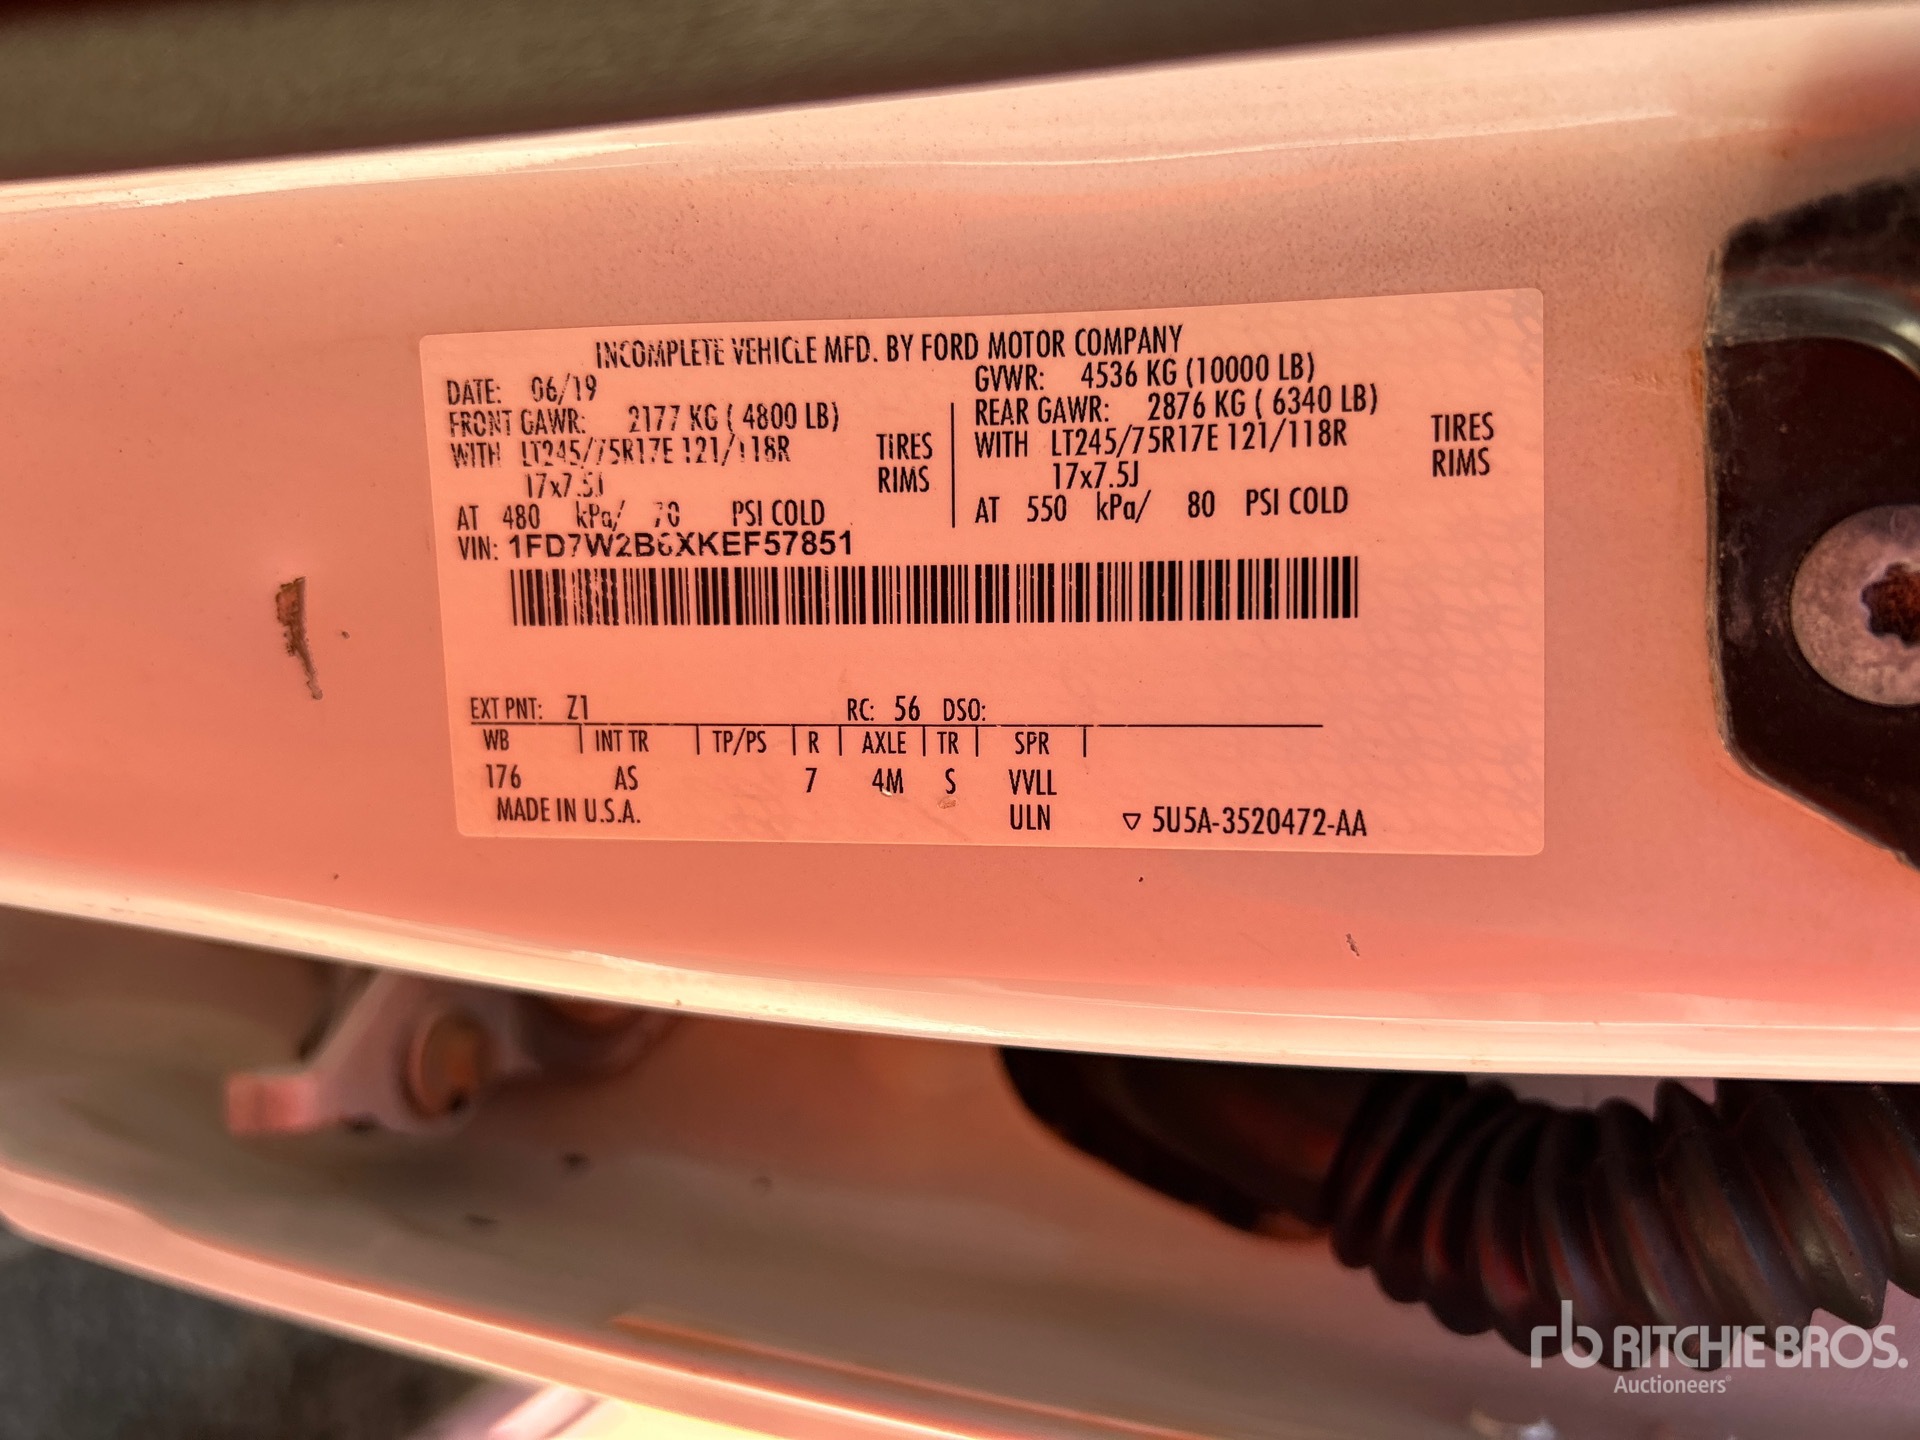 INCOMPLETE VEHICLE MFD. BY FORD MOTOR COMPANY
DATE: 06/19 GVWR: 4536 KG (10000 LB)
FRONT GAWR: 2177 KG ( 4800 LB) REAR GAWR: 2876 KG ( 6340 LB)
WITH LT245/75R17E 121/118R TIRES WITH LT245/75R17E 121/118R TIRES
17x7.5J RIMS 17x7.5J RIMS
AT 480 kPa/ 70 PSI COLD AT 550 kPa/ 80 PSI COLD
VIN: 1FD7W2B6XKEF57851
EXT PNT: Z1 RC: 56 DSO:
WB INT TR TP/PS R AXLE TR SPR
176 AS 7 4M S VVLL
MADE IN U.S.A. ULN 5U5A-3520472-AA
rb RITCHIE BROS.
Auctioneers